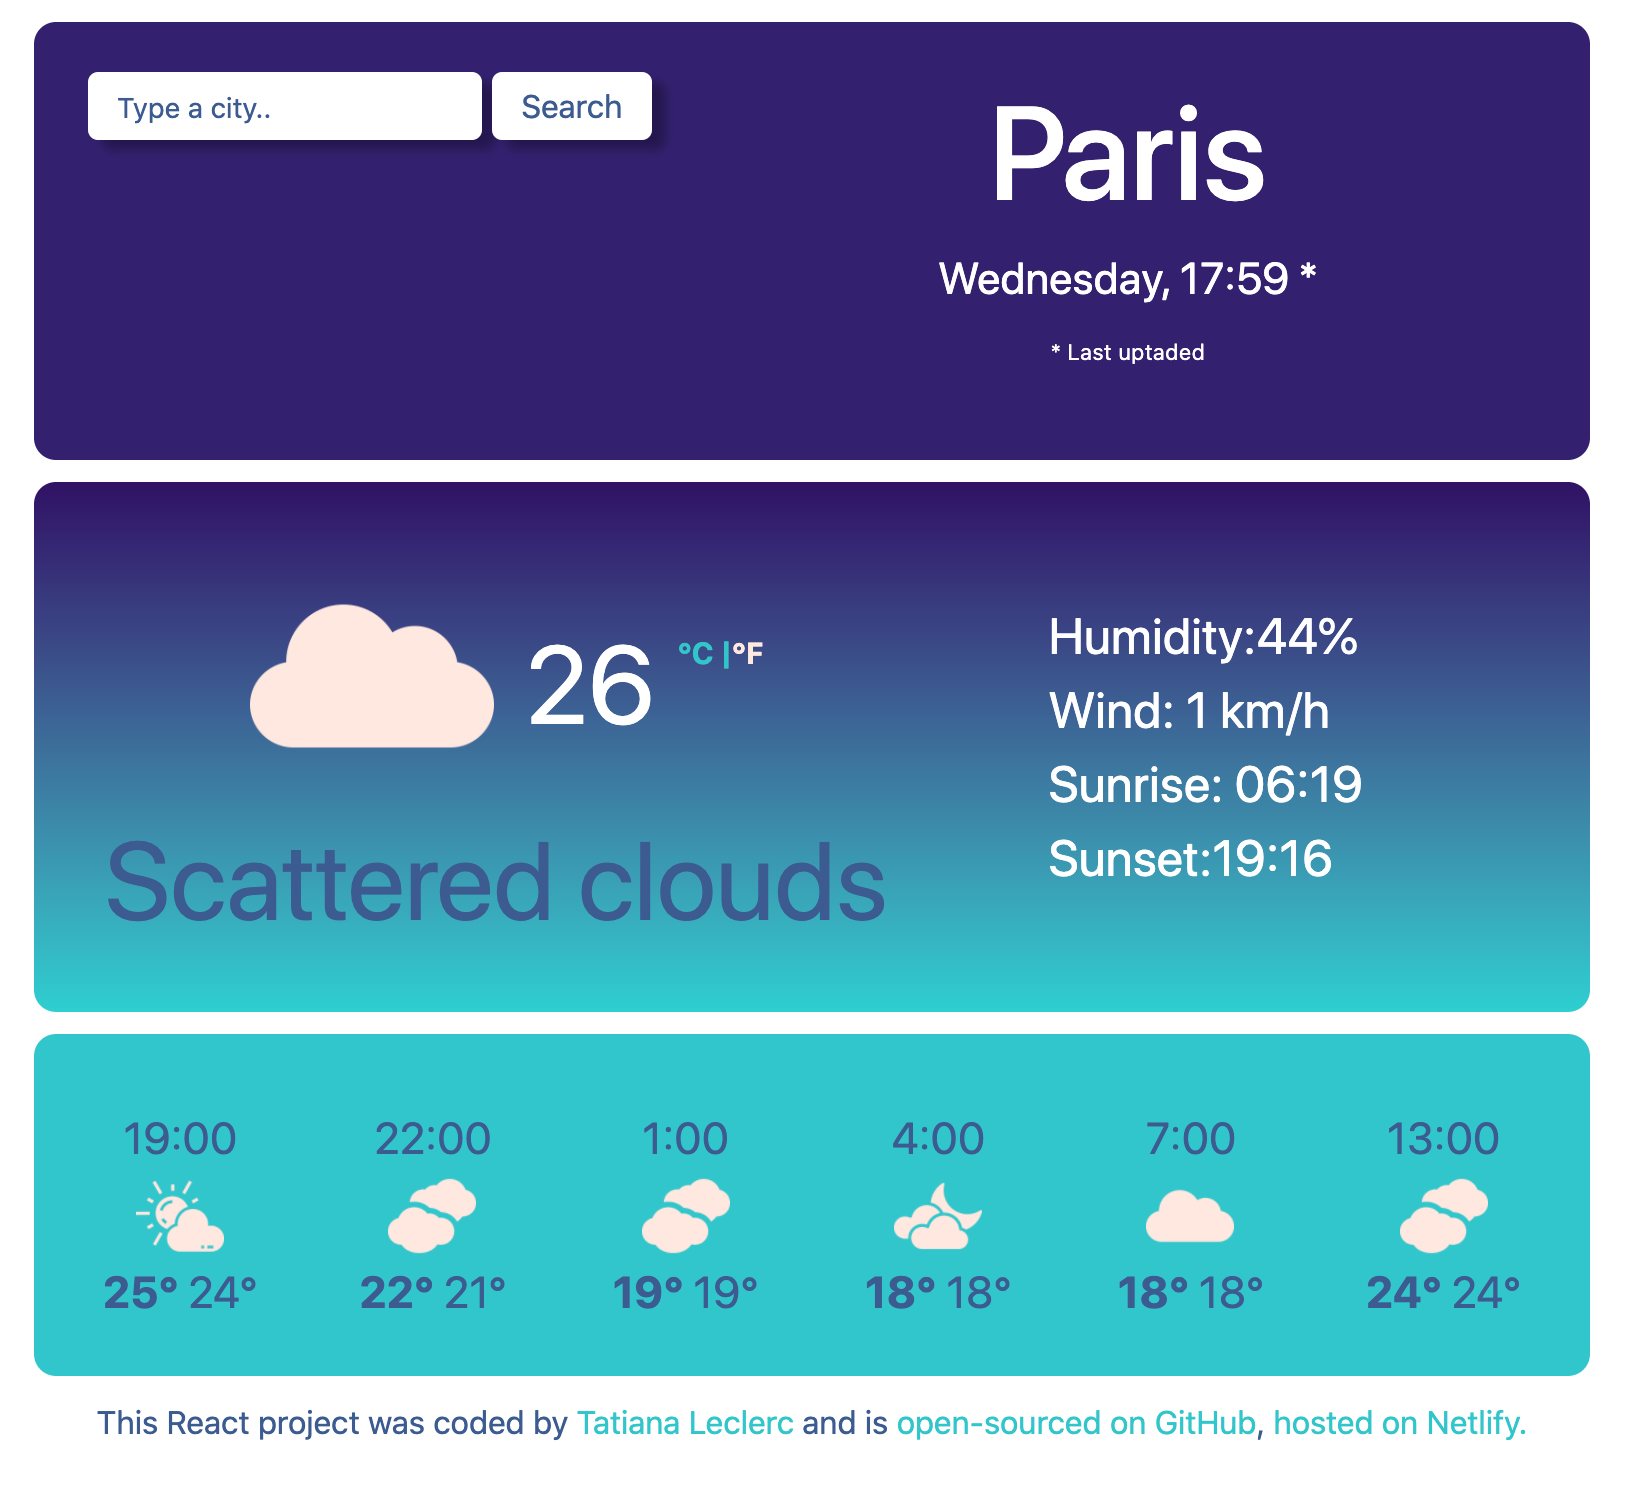 Type a city..
Search
Paris
Wednesday, 17:59 *
* Last uptaded
26 °C |°F
Scattered clouds
Humidity:44%
Wind: 1 km/h
Sunrise: 06:19
Sunset:19:16
19:00 22:00 1:00 4:00 7:00 13:00
25° 24° 22° 21° 19° 19° 18° 18° 18° 18° 24° 24°
This React project was coded by Tatiana Leclerc and is open-sourced on GitHub, hosted on Netlify.